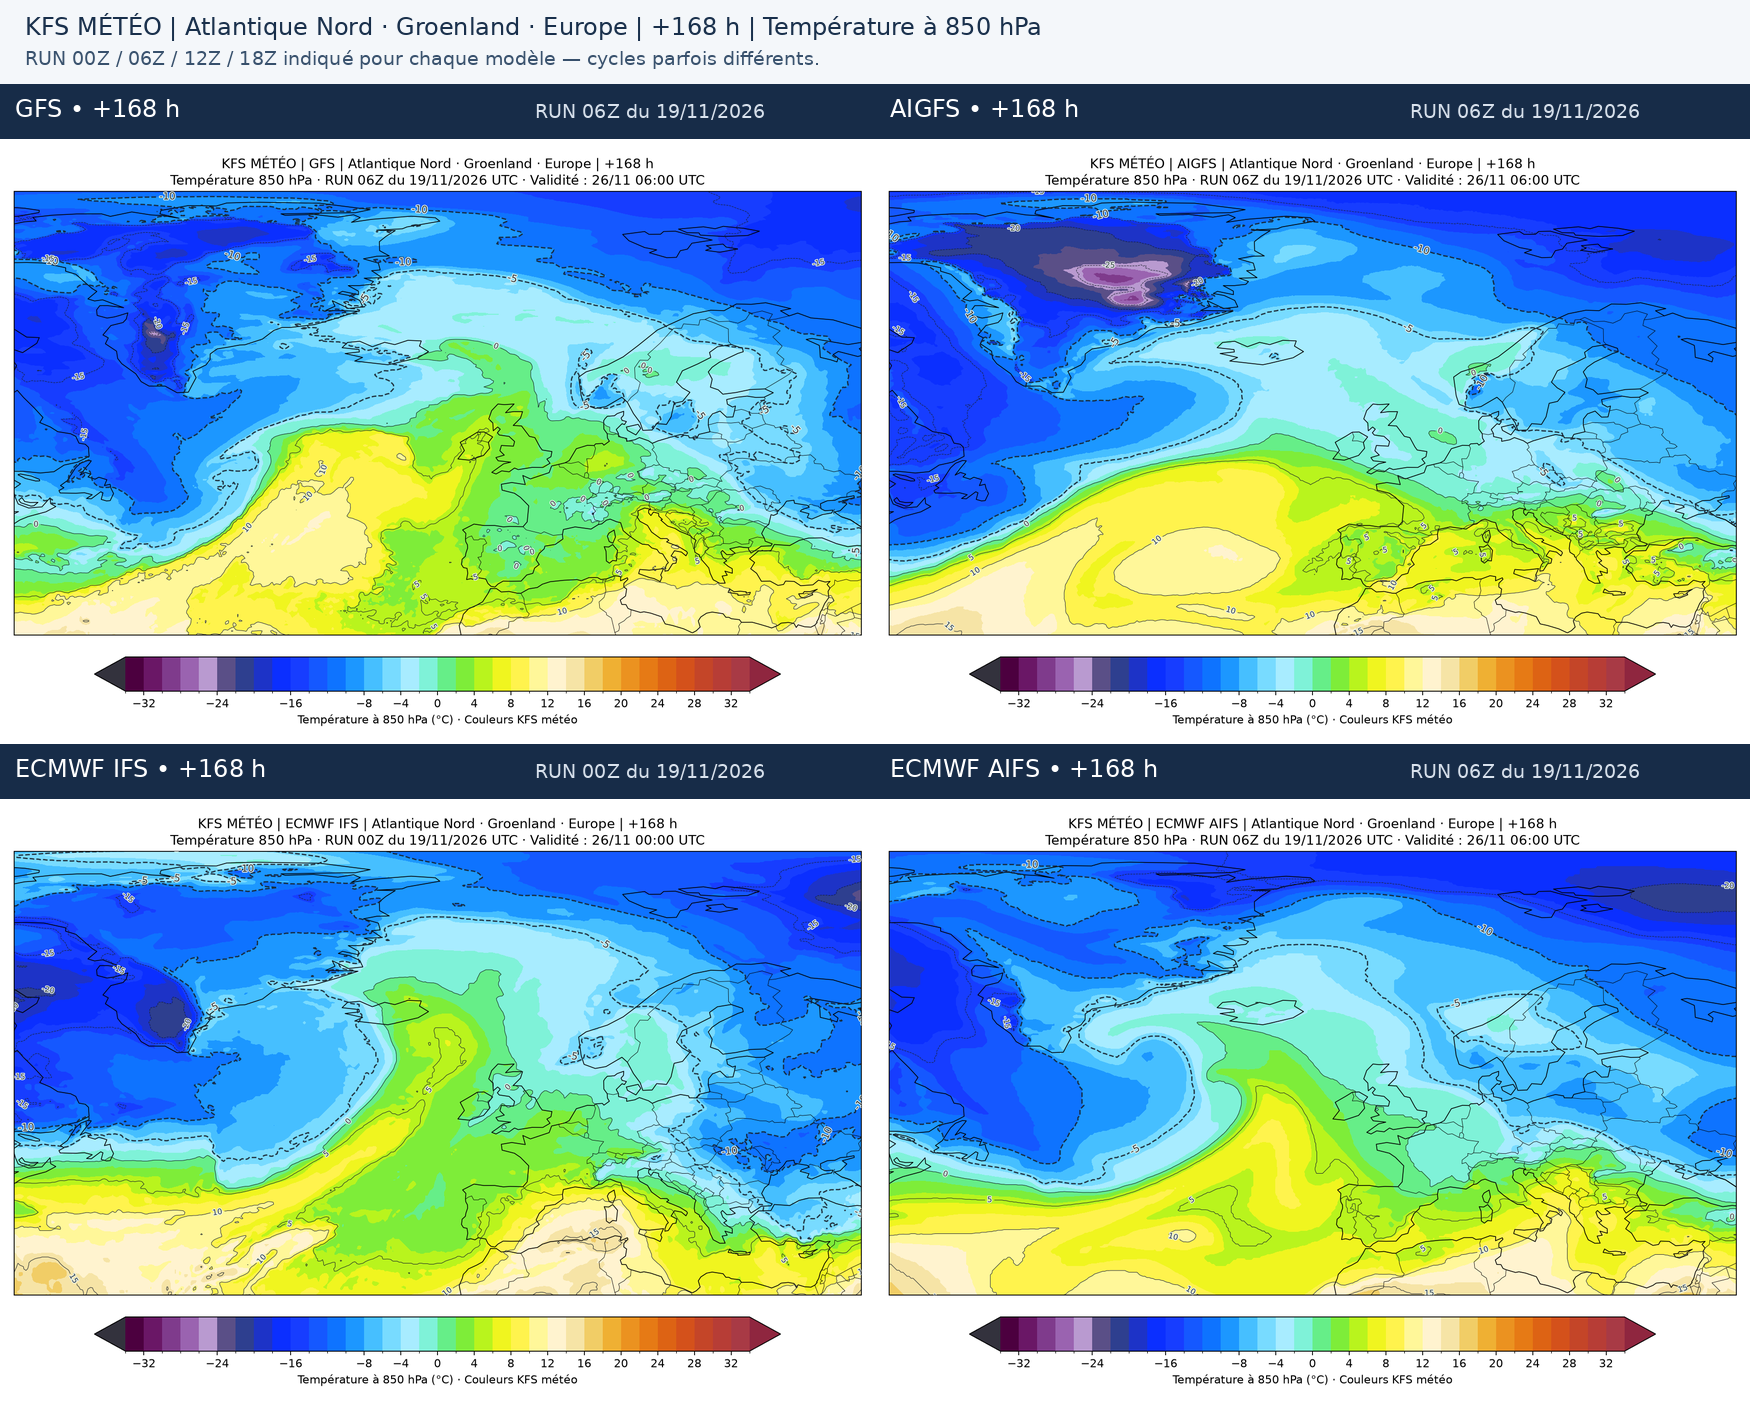 KFS MÉTÉO | Atlantique Nord · Groenland · Europe | +168 h | Température à 850 hPa
RUN 00Z / 06Z / 12Z / 18Z indiqué pour chaque modèle — cycles parfois différents.
GFS • +168 h
RUN 06Z du 19/11/2026
AIGFS • +168 h
RUN 06Z du 19/11/2026
KFS MÉTÉO | GFS | Atlantique Nord · Groenland · Europe | +168 h
Température 850 hPa · RUN 06Z du 19/11/2026 UTC · Validité : 26/11 06:00 UTC
KFS MÉTÉO | AIGFS | Atlantique Nord · Groenland · Europe | +168 h
Température 850 hPa · RUN 06Z du 19/11/2026 UTC · Validité : 26/11 06:00 UTC
−32 −24 −16 −8 −4 0 4 8 12 16 20 24 28 32
Température à 850 hPa (°C) · Couleurs KFS météo
−32 −24 −16 −8 −4 0 4 8 12 16 20 24 28 32
Température à 850 hPa (°C) · Couleurs KFS météo
ECMWF IFS • +168 h
RUN 00Z du 19/11/2026
ECMWF AIFS • +168 h
RUN 06Z du 19/11/2026
KFS MÉTÉO | ECMWF IFS | Atlantique Nord · Groenland · Europe | +168 h
Température 850 hPa · RUN 00Z du 19/11/2026 UTC · Validité : 26/11 00:00 UTC
KFS MÉTÉO | ECMWF AIFS | Atlantique Nord · Groenland · Europe | +168 h
Température 850 hPa · RUN 06Z du 19/11/2026 UTC · Validité : 26/11 06:00 UTC
−32 −24 −16 −8 −4 0 4 8 12 16 20 24 28 32
Température à 850 hPa (°C) · Couleurs KFS météo
−32 −24 −16 −8 −4 0 4 8 12 16 20 24 28 32
Température à 850 hPa (°C) · Couleurs KFS météo